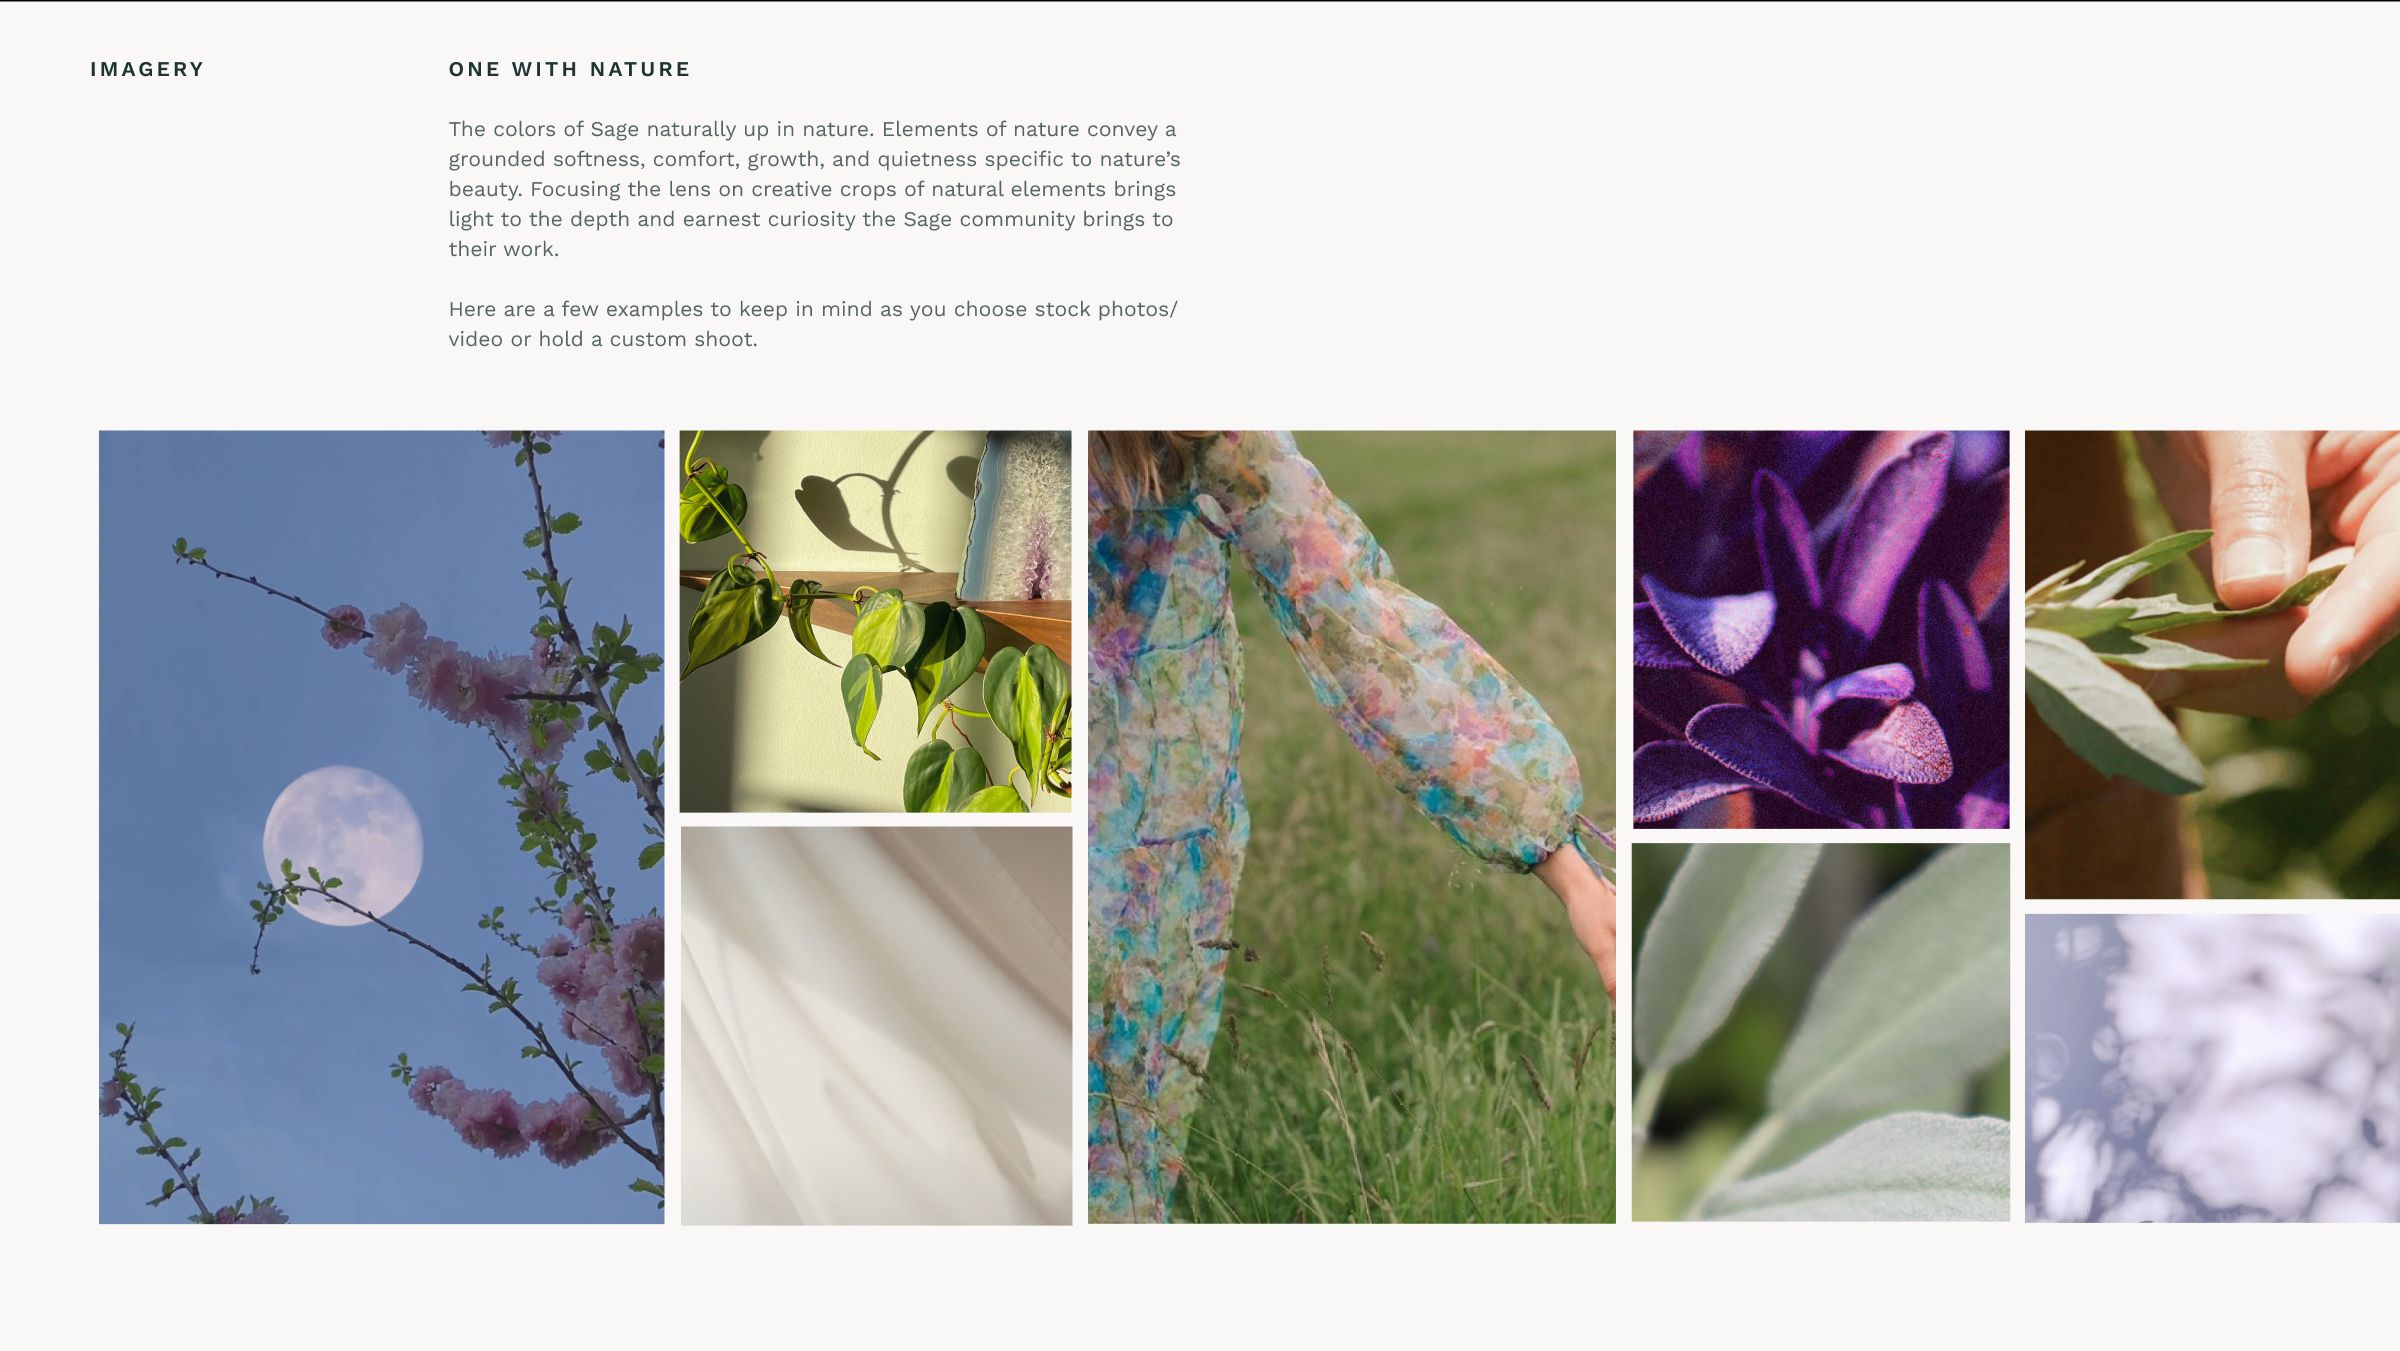 IMAGERY
ONE WITH NATURE
The colors of Sage naturally up in nature. Elements of nature convey a
grounded softness, comfort, growth, and quietness specific to nature’s
beauty. Focusing the lens on creative crops of natural elements brings
light to the depth and earnest curiosity the Sage community brings to
their work.
Here are a few examples to keep in mind as you choose stock photos/
video or hold a custom shoot.